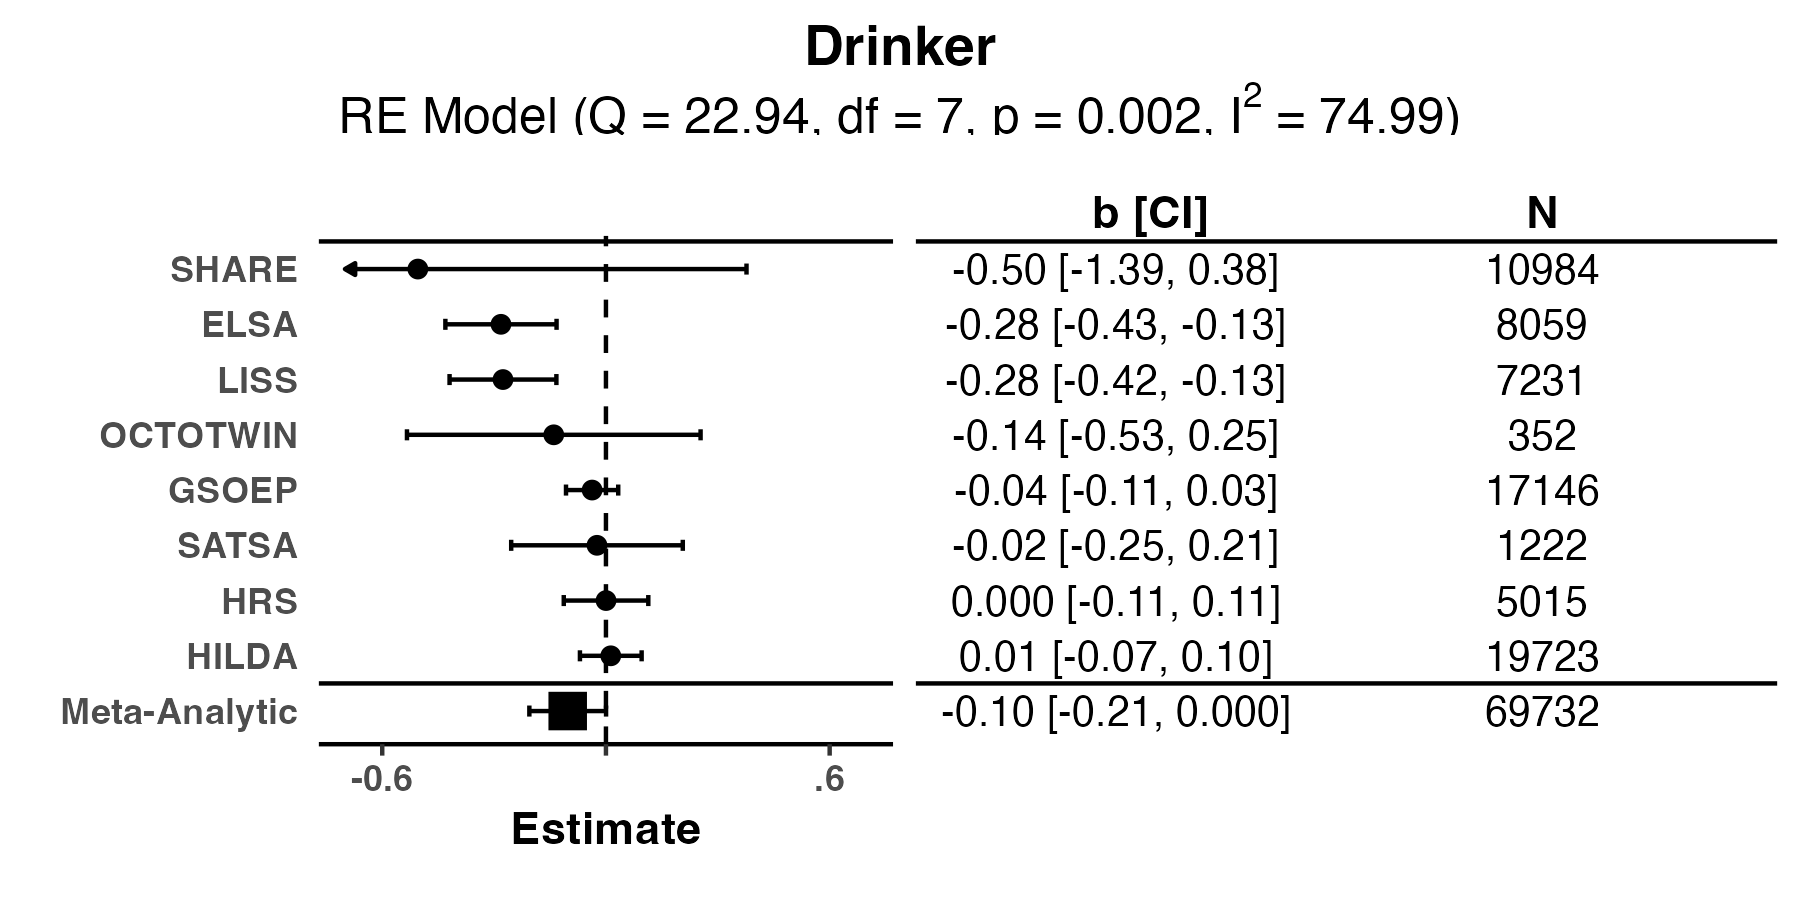 Drinker
RE Model (Q = 22.94, df = 7, p = 0.002, I² = 74.99)
b [CI] N
SHARE -0.50 [-1.39, 0.38] 10984
ELSA -0.28 [-0.43, -0.13] 8059
LISS -0.28 [-0.42, -0.13] 7231
OCTOTWIN -0.14 [-0.53, 0.25] 352
GSOEP -0.04 [-0.11, 0.03] 17146
SATSA -0.02 [-0.25, 0.21] 1222
HRS 0.000 [-0.11, 0.11] 5015
HILDA 0.01 [-0.07, 0.10] 19723
Meta-Analytic -0.10 [-0.21, 0.000] 69732
-0.6 .6
Estimate